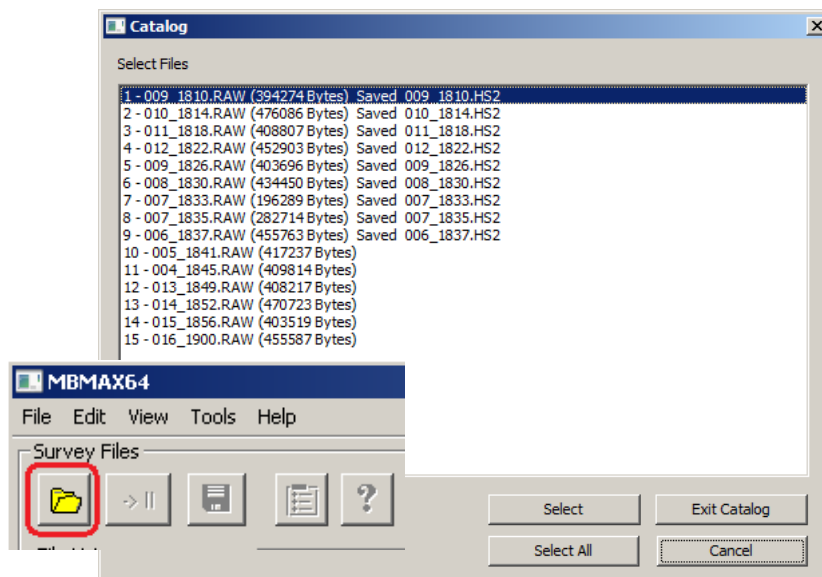 Catalog
Select Files
1 - 009_1810.RAW (394274 Bytes) Saved 009_1810.HS2
2 - 010_1814.RAW (476086 Bytes) Saved 010_1814.HS2
3 - 011_1818.RAW (408807 Bytes) Saved 011_1818.HS2
4 - 012_1822.RAW (452903 Bytes) Saved 012_1822.HS2
5 - 009_1826.RAW (403696 Bytes) Saved 009_1826.HS2
6 - 008_1830.RAW (434450 Bytes) Saved 008_1830.HS2
7 - 007_1833.RAW (196289 Bytes) Saved 007_1833.HS2
8 - 007_1835.RAW (282714 Bytes) Saved 007_1835.HS2
9 - 006_1837.RAW (455763 Bytes) Saved 006_1837.HS2
10 - 005_1841.RAW (417237 Bytes)
11 - 004_1845.RAW (409814 Bytes)
12 - 013_1849.RAW (408217 Bytes)
13 - 014_1852.RAW (470723 Bytes)
14 - 015_1856.RAW (403519 Bytes)
15 - 016_1900.RAW (455587 Bytes)
MBMAX64
File Edit View Tools Help
Survey Files
Select Exit Catalog
Select All Cancel